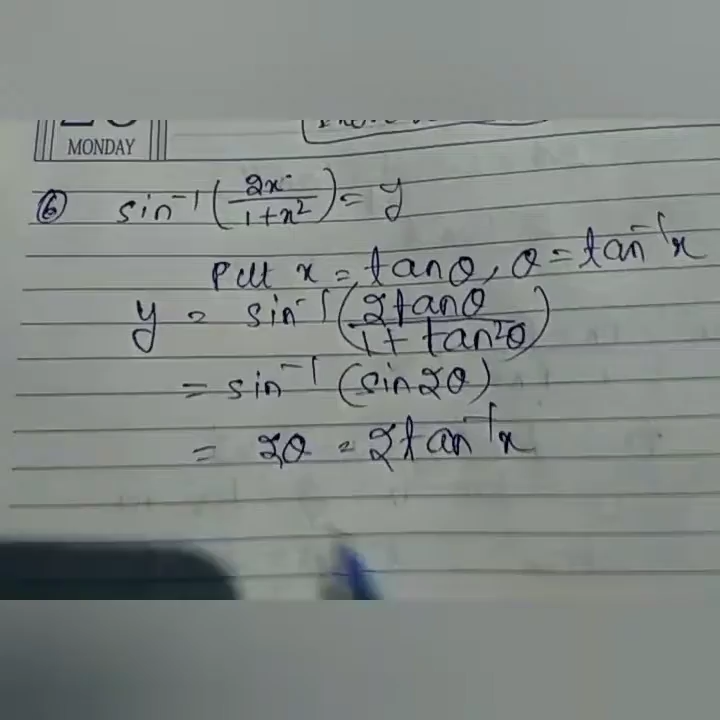 MONDAY
⑥ sin⁻¹(2x/1+x²) = y
Put x = tanθ, θ = tan⁻¹x
y = sin⁻¹(2tanθ/1+tan²θ)
= sin⁻¹(sin2θ)
= 2θ = 2tan⁻¹x